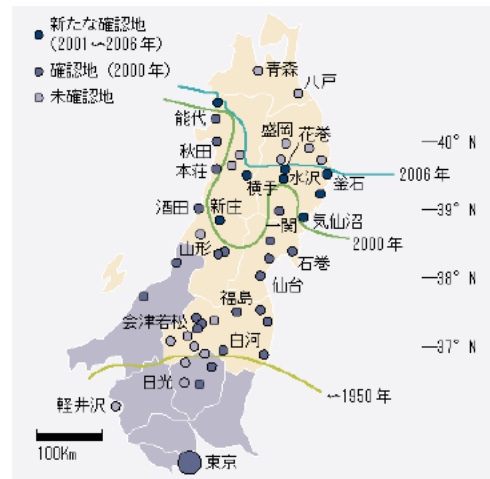 新たな確認地
(2001〜2006年)
確認地 (2000年)
未確認地
青森
八戸
能代
盛岡
花巻
40° N
秋田
本荘
横手
水沢
釜石
2006年
酒田
新庄
一関
気仙沼
39° N
2000年
山形
石巻
仙台
38° N
福島
会津若松
白河
37° N
日光
〜1950年
軽井沢
100Km
東京